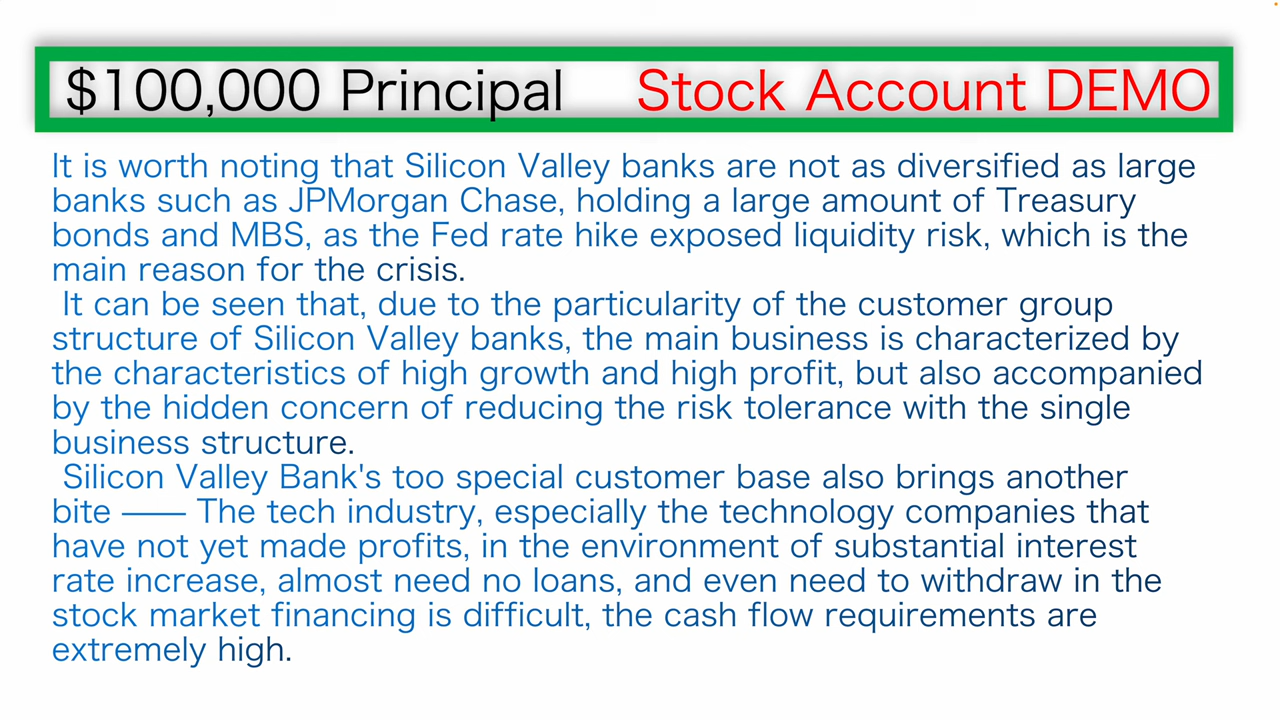 $100,000 Principal Stock Account DEMO
It is worth noting that Silicon Valley banks are not as diversified as large
banks such as JPMorgan Chase, holding a large amount of Treasury
bonds and MBS, as the Fed rate hike exposed liquidity risk, which is the
main reason for the crisis.
It can be seen that, due to the particularity of the customer group
structure of Silicon Valley banks, the main business is characterized by
the characteristics of high growth and high profit, but also accompanied
by the hidden concern of reducing the risk tolerance with the single
business structure.
Silicon Valley Bank's too special customer base also brings another
bite —— The tech industry, especially the technology companies that
have not yet made profits, in the environment of substantial interest
rate increase, almost need no loans, and even need to withdraw in the
stock market financing is difficult, the cash flow requirements are
extremely high.